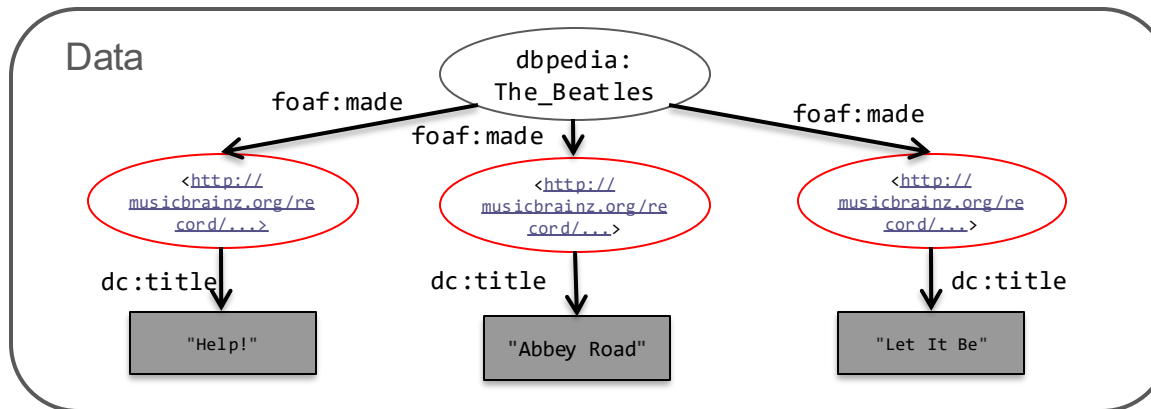 Data
dbpedia:
The_Beatles
foaf:made
foaf:made
foaf:made
<http://
musicbrainz.org/re
cord/...>
<http://
musicbrainz.org/re
cord/...>
<http://
musicbrainz.org/re
cord/...>
dc:title
dc:title
dc:title
"Help!"
"Abbey Road"
"Let It Be"